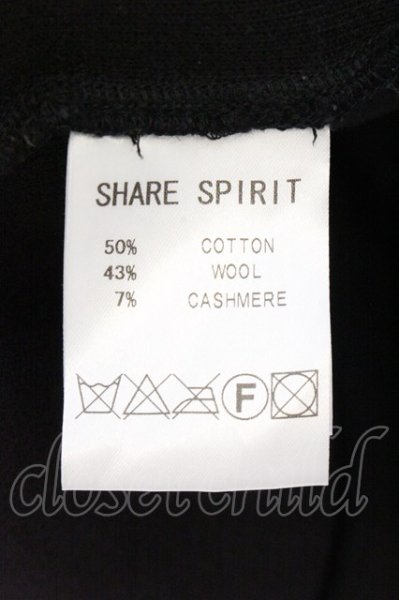 SHARE SPIRIT
50% COTTON
43% WOOL
7% CASHMERE
F
closet child